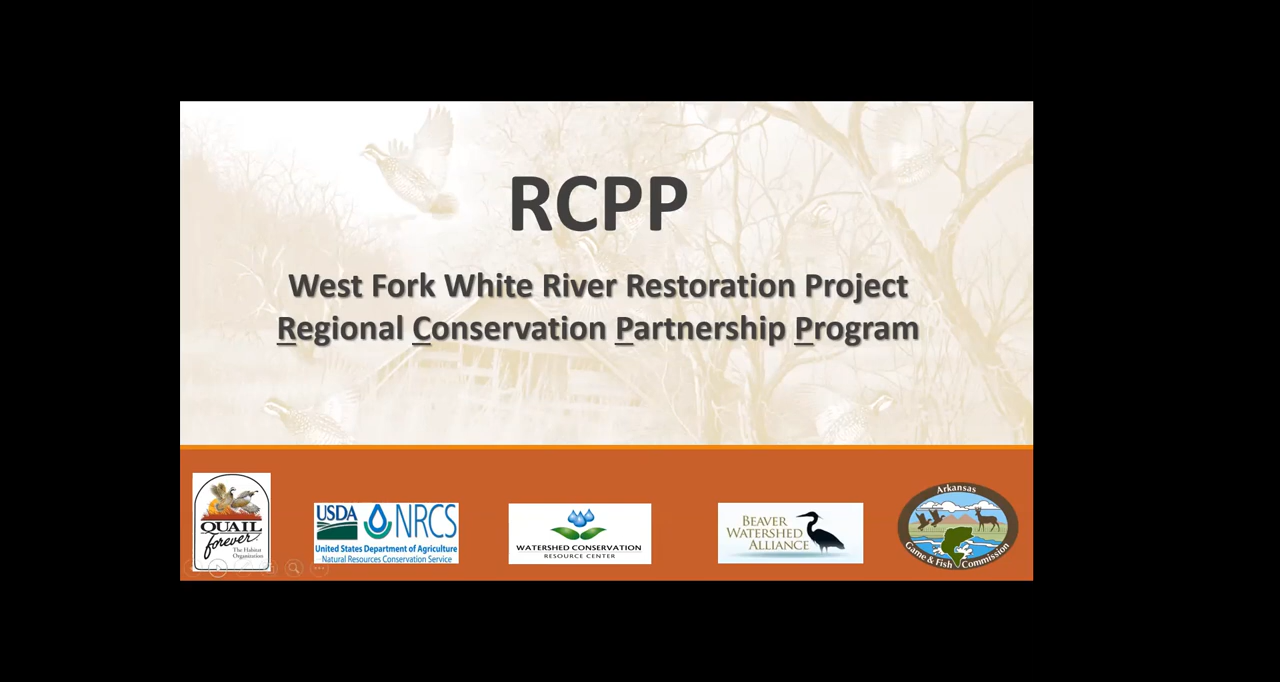 RCPP
West Fork White River Restoration Project
Regional Conservation Partnership Program
QUAIL
forever
The Habitat
Organization
USDA NRCS
United States Department of Agriculture
Natural Resources Conservation Service
WATERSHED CONSERVATION
RESOURCE CENTER
BEAVER
WATERSHED
ALLIANCE
Arkansas
Game & Fish Commission